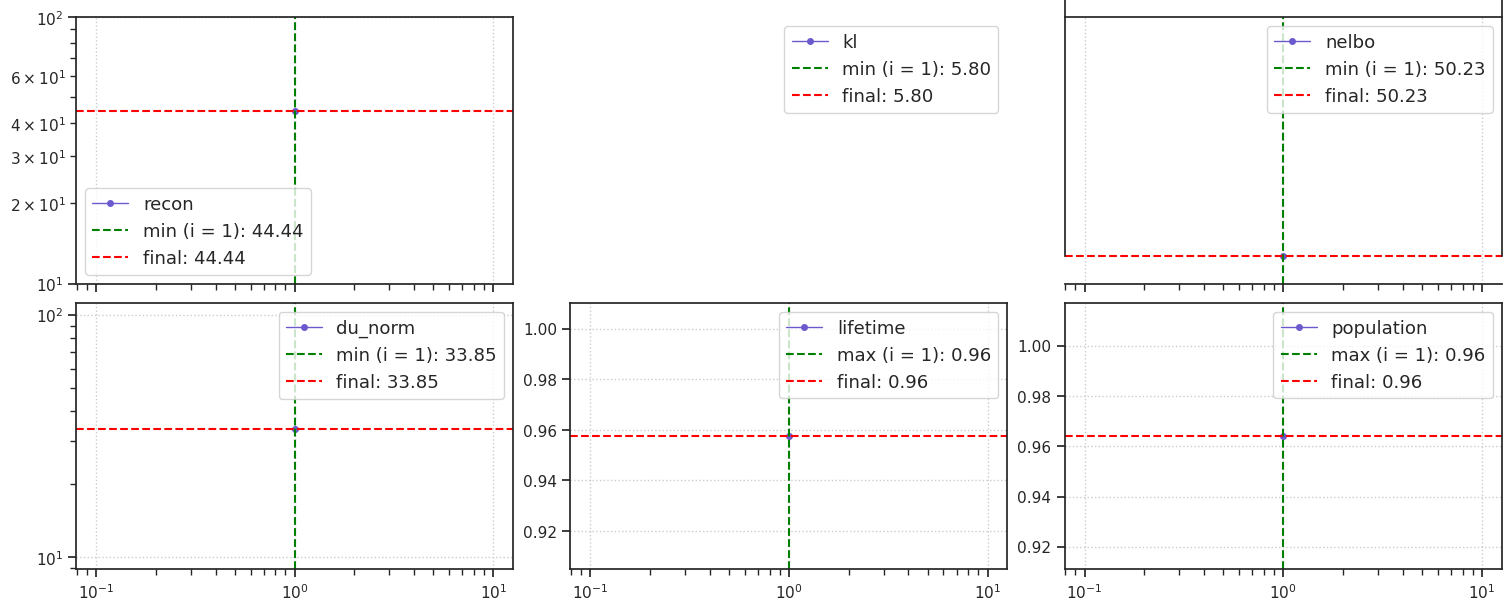 10²
6 × 10¹
4 × 10¹
3 × 10¹
2 × 10¹
10¹
recon
min (i = 1): 44.44
final: 44.44
kl
min (i = 1): 5.80
final: 5.80
nelbo
min (i = 1): 50.23
final: 50.23
10²
10¹
du_norm
min (i = 1): 33.85
final: 33.85
10⁻¹
10⁰
10¹
1.00
0.98
0.96
0.94
0.92
lifetime
max (i = 1): 0.96
final: 0.96
10⁻¹
10⁰
10¹
1.00
0.98
0.96
0.94
0.92
population
max (i = 1): 0.96
final: 0.96
10⁻¹
10⁰
10¹